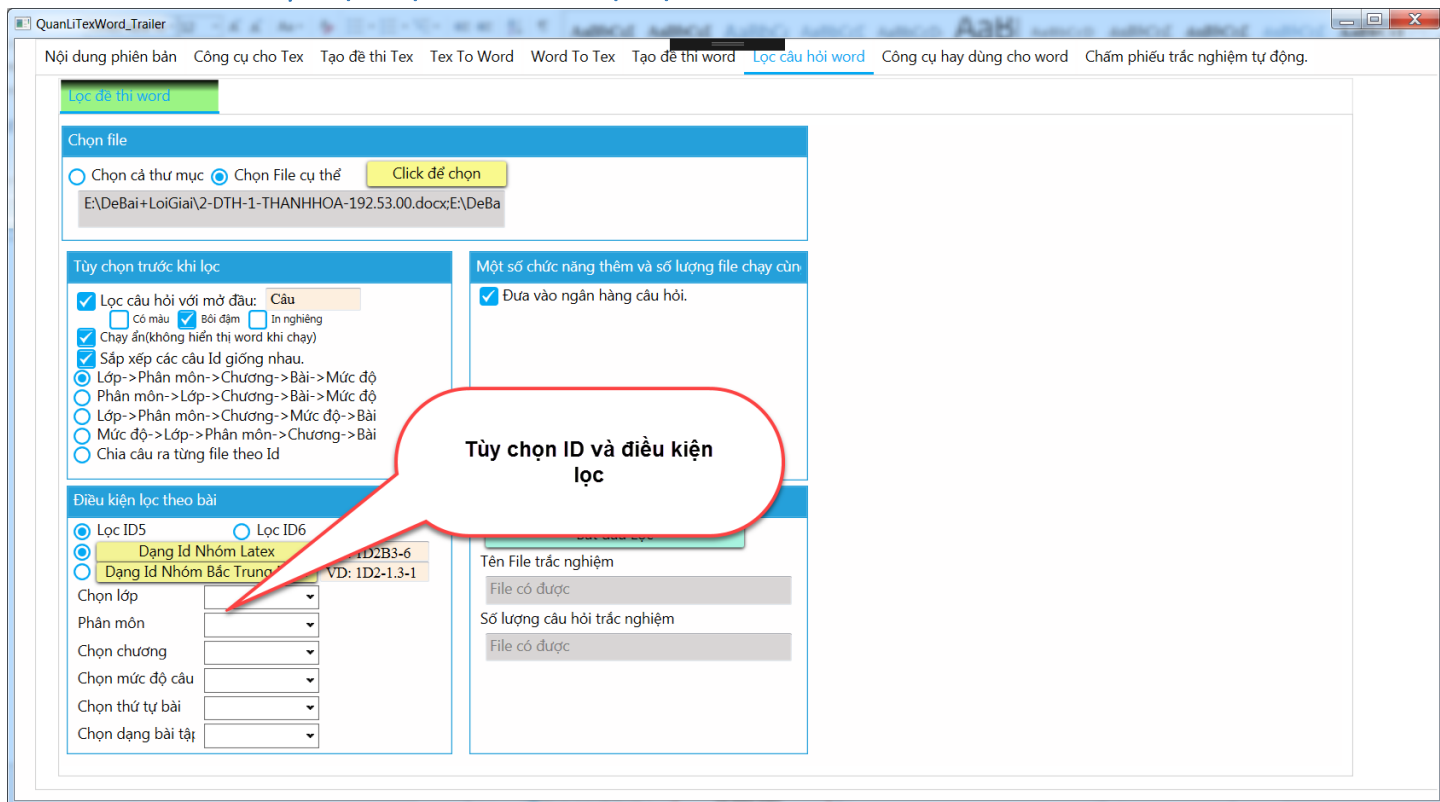 QuanLiTexWord_Trailer
Nội dung phiên bản Công cụ cho Tex Tạo đề thi Tex Tex To Word Word To Tex Tạo đề thi word Lọc câu hỏi word Công cụ hay dùng cho word Chấm phiếu trắc nghiệm tự động.
Lọc đề thi word
Chọn file
Chọn cả thư mục Chọn File cụ thể Click để chọn
E:\DeBai+LoiGiai\2-DTH-1-THANHHOA-192.53.00.docx;E:\DeBa
Tùy chọn trước khi lọc
Lọc câu hỏi với mở đầu: Câu
Có màu Bôi đậm In nghiêng
Chạy ẩn(không hiển thị word khi chạy)
Sắp xếp các câu Id giống nhau.
Lớp->Phân môn->Chương->Bài->Mức độ
Phân môn->Lớp->Chương->Bài->Mức độ
Lớp->Phân môn->Chương->Mức độ->Bài
Mức độ->Lớp->Phân môn->Chương->Bài
Chia câu ra từng file theo Id
Một số chức năng thêm và số lượng file chạy cùn
Đưa vào ngân hàng câu hỏi.
Tùy chọn ID và điều kiện
lọc
Điều kiện lọc theo bài
Lọc ID5 Lọc ID6
Dạng Id Nhóm Latex 1D2B3-6
Dạng Id Nhóm Bắc Trung VD: 1D2-1.3-1
Chọn lớp
Phân môn
Chọn chương
Chọn mức độ câu
Chọn thứ tự bài
Chọn dạng bài tập
Tên File trắc nghiệm
File có được
Số lượng câu hỏi trắc nghiệm
File có được